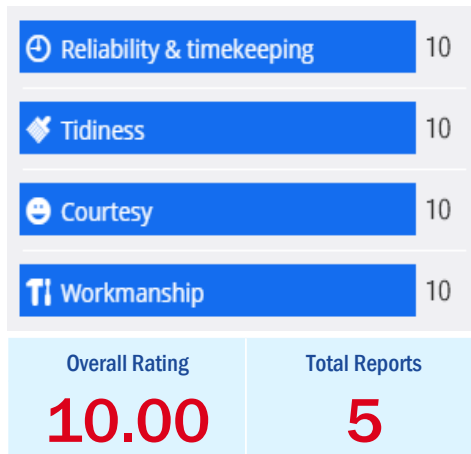 Reliability & timekeeping 10
Tidiness 10
Courtesy 10
Workmanship 10
Overall Rating Total Reports
10.00 5